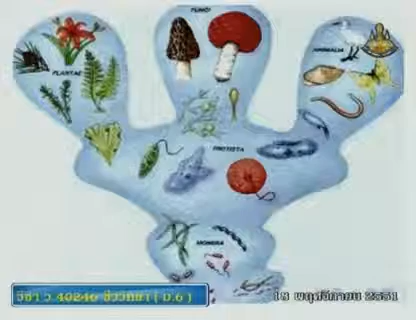 FUNGI
ANIMALIA
PLANTAE
PROTISTA
MONERA
วิชา ว 40246 ชีววิทยา ( ม.6 )
18 พฤศจิกายน 2551